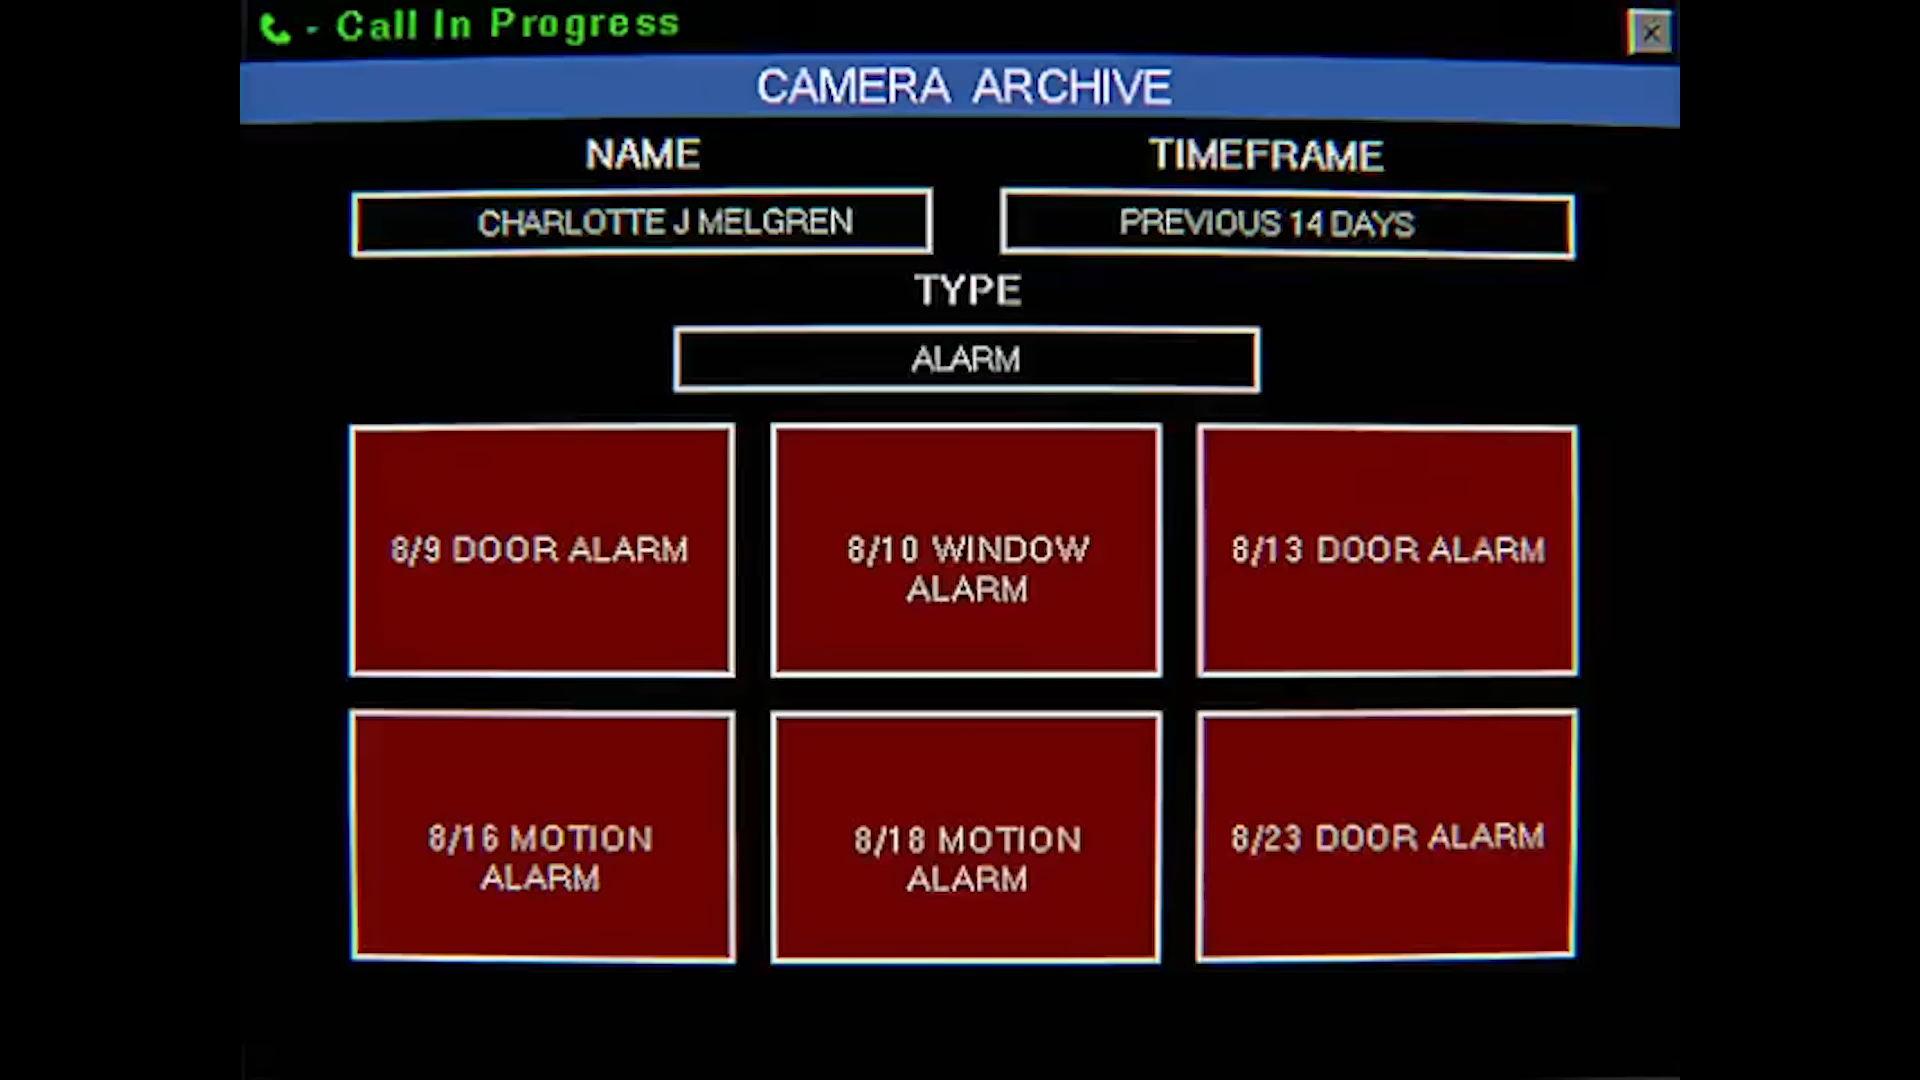 - Call In Progress
X
CAMERA ARCHIVE
NAME
TIMEFRAME
CHARLOTTE J MELGREN
PREVIOUS 14 DAYS
TYPE
ALARM
8/9 DOOR ALARM
8/10 WINDOW
ALARM
8/13 DOOR ALARM
8/16 MOTION
ALARM
8/18 MOTION
ALARM
8/23 DOOR ALARM